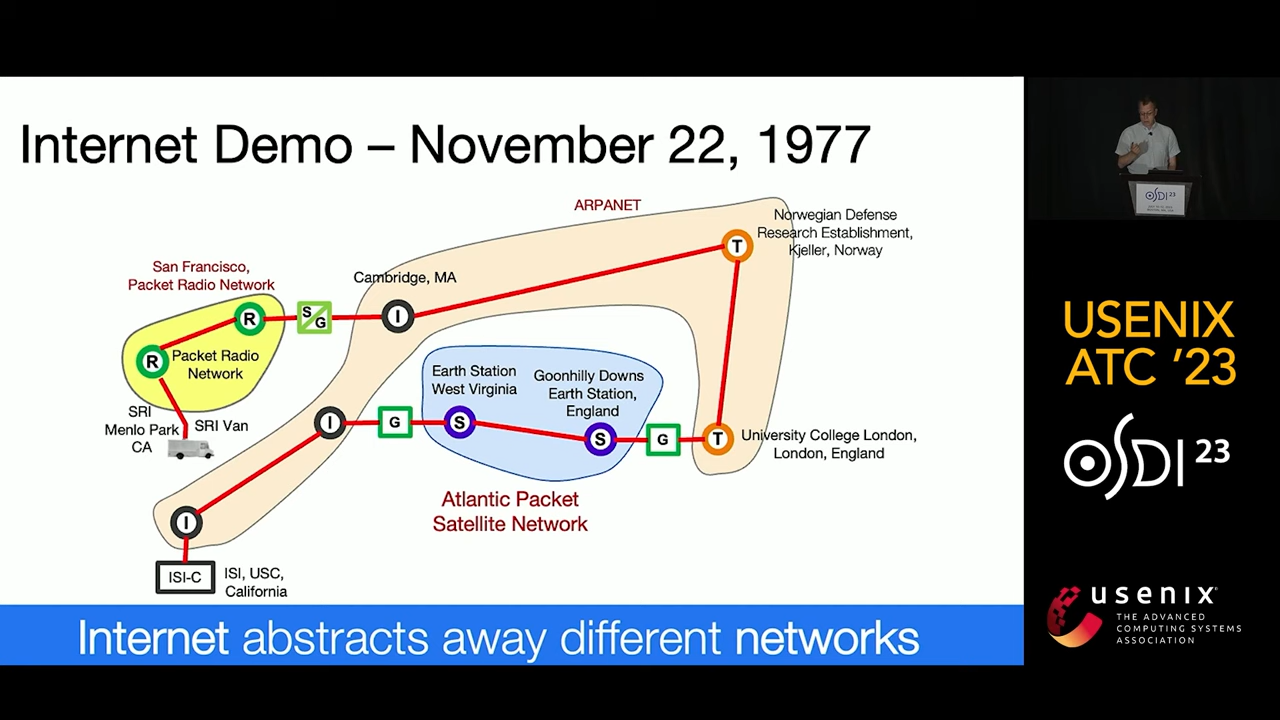 Internet Demo – November 22, 1977
ARPANET
Norwegian Defense
Research Establishment,
Kjeller, Norway
T
San Francisco,
Packet Radio Network
Cambridge, MA
R
S
G
I
R
Packet Radio
Network
SRI
Menlo Park
CA
SRI Van
Earth Station
West Virginia
Goonhilly Downs
Earth Station,
England
I
G
S
S
G
T
University College London,
London, England
Atlantic Packet
Satellite Network
I
ISI-C
ISI, USC,
California
Internet abstracts away different networks
OSDI 23
USENIX
ATC '23
OSDI 23
usenix
THE ADVANCED
COMPUTING SYSTEMS
ASSOCIATION